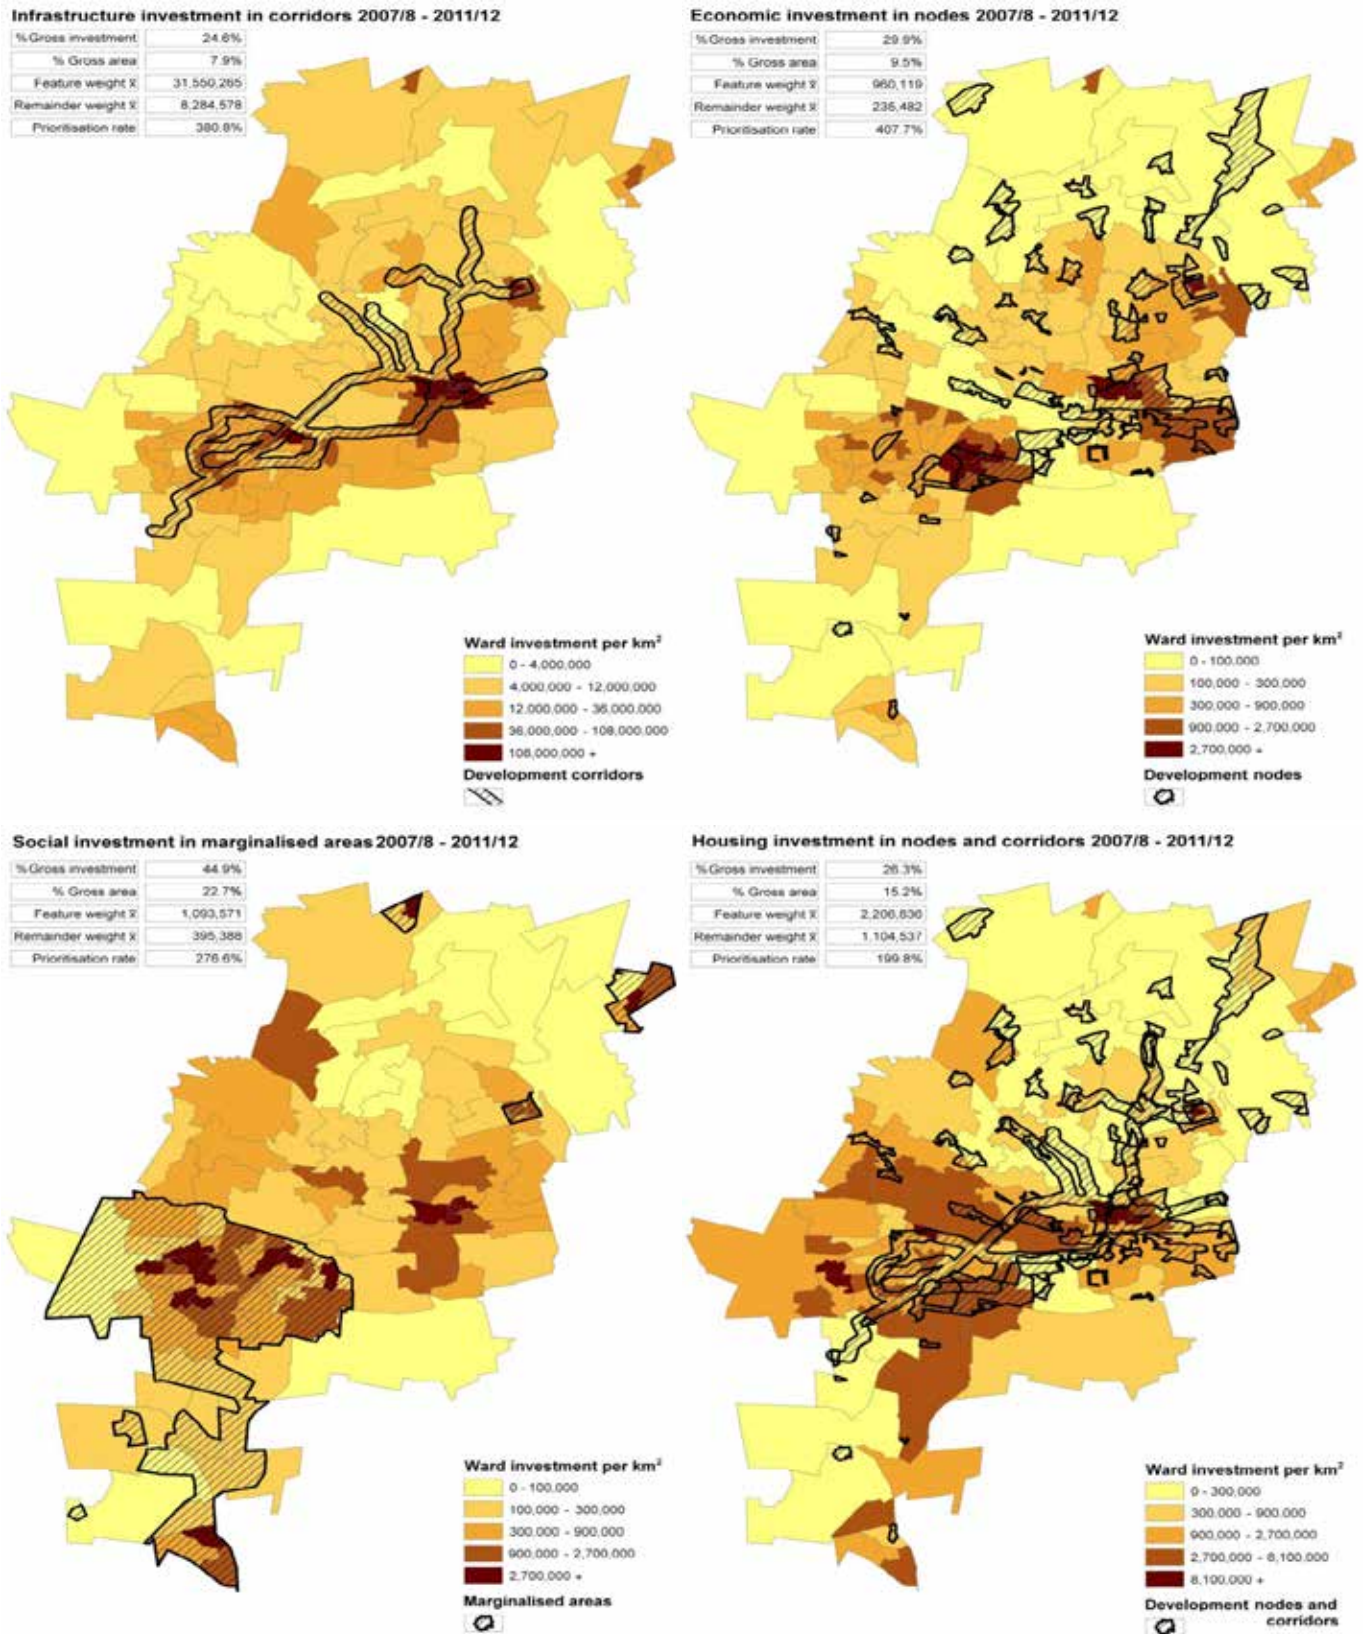 Infrastructure investment in corridors 2007/8 - 2011/12
% Gross investment 24.6%
% Gross area 7.9%
Feature weight x̄ 31,550,265
Remainder weight x̄ 8,284,578
Prioritisation rate 380.8%
Ward investment per km²
0 - 4,000,000
4,000,000 - 12,000,000
12,000,000 - 36,000,000
36,000,000 - 108,000,000
108,000,000 +
Development corridors
Economic investment in nodes 2007/8 - 2011/12
% Gross investment 29.9%
% Gross area 9.5%
Feature weight x̄ 960,119
Remainder weight x̄ 235,482
Prioritisation rate 407.7%
Ward investment per km²
0 - 100,000
100,000 - 300,000
300,000 - 900,000
900,000 - 2,700,000
2,700,000 +
Development nodes
Social investment in marginalised areas 2007/8 - 2011/12
% Gross investment 44.9%
% Gross area 22.7%
Feature weight x̄ 1,093,571
Remainder weight x̄ 395,388
Prioritisation rate 276.6%
Ward investment per km²
0 - 100,000
100,000 - 300,000
300,000 - 900,000
900,000 - 2,700,000
2,700,000 +
Marginalised areas
Housing investment in nodes and corridors 2007/8 - 2011/12
% Gross investment 26.3%
% Gross area 15.2%
Feature weight x̄ 2,206,836
Remainder weight x̄ 1,104,537
Prioritisation rate 199.8%
Ward investment per km²
0 - 300,000
300,000 - 900,000
900,000 - 2,700,000
2,700,000 - 8,100,000
8,100,000 +
Development nodes and
corridors